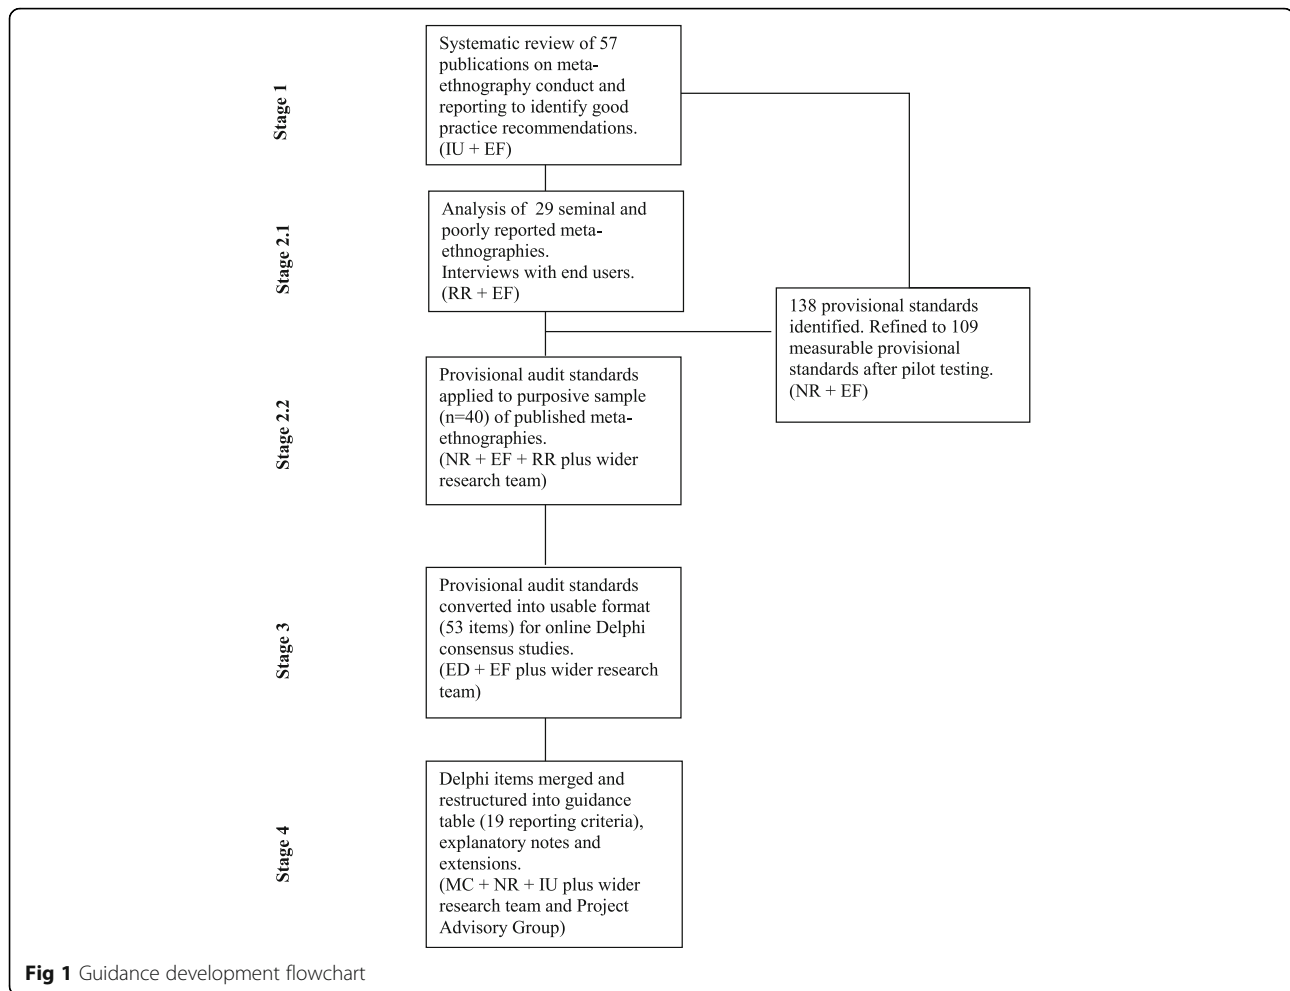 Stage 1
Systematic review of 57
publications on meta-
ethnography conduct and
reporting to identify good
practice recommendations.
(IU + EF)
Stage 2.1
Analysis of  29 seminal and
poorly reported meta-
ethnographies.
Interviews with end users.
(RR + EF)
138 provisional standards
identified. Refined to 109
measurable provisional
standards after pilot testing.
(NR + EF)
Stage 2.2
Provisional audit standards
applied to purposive sample
(n=40) of published meta-
ethnographies.
(NR + EF + RR plus wider
research team)
Stage 3
Provisional audit standards
converted into usable format
(53 items) for online Delphi
consensus studies.
(ED + EF plus wider research
team)
Stage 4
Delphi items merged and
restructured into guidance
table (19 reporting criteria),
explanatory notes and
extensions.
(MC + NR + IU plus wider
research team and Project
Advisory Group)
Fig 1 Guidance development flowchart